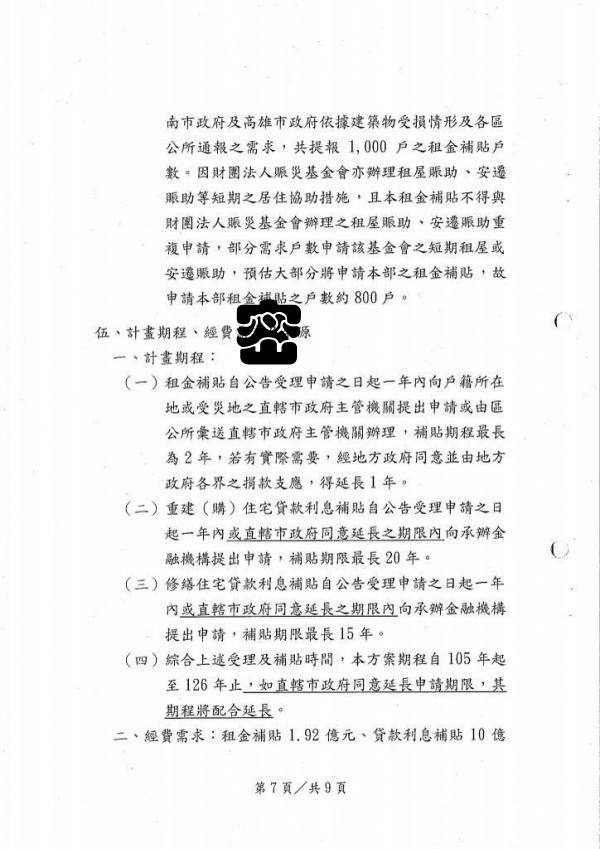 南市政府及高雄市政府依據建築物受損情形及各區
公所通報之需求，共提報 1,000 戶之租金補貼戶
數。因財團法人賑災基金會亦辦理租屋賑助、安遷
賑助等短期之居住協助措施，且本租金補貼不得與
財團法人賑災基金會辦理之租屋賑助、安遷賑助重
複申請，部分需求戶數申請該基金會之短期租屋或
安遷賑助，預估大部分將申請本部之租金補貼，故
申請本部租金補貼之戶數約 800 戶。
伍、計畫期程、經費 源
一、計畫期程：
（一）租金補貼自公告受理申請之日起一年內向戶籍所在
地或受災地之直轄市政府主管機關提出申請或由區
公所彙送直轄市政府主管機關辦理，補貼期程最長
為 2 年，若有實際需要，經地方政府同意並由地方
政府各界之捐款支應，得延長 1 年。
（二）重建（購）住宅貸款利息補貼自公告受理申請之日
起一年內或直轄市政府同意延長之期限內向承辦金
融機構提出申請，補貼期限最長 20 年。
（三）修繕住宅貸款利息補貼自公告受理申請之日起一年
內或直轄市政府同意延長之期限內向承辦金融機構
提出申請，補貼期限最長 15 年。
（四）綜合上述受理及補貼時間，本方案期程自 105 年起
至 126 年止，如直轄市政府同意延長申請期限，其
期程將配合延長。
二、經費需求：租金補貼 1.92 億元、貸款利息補貼 10 億
第 7 頁／共 9 頁